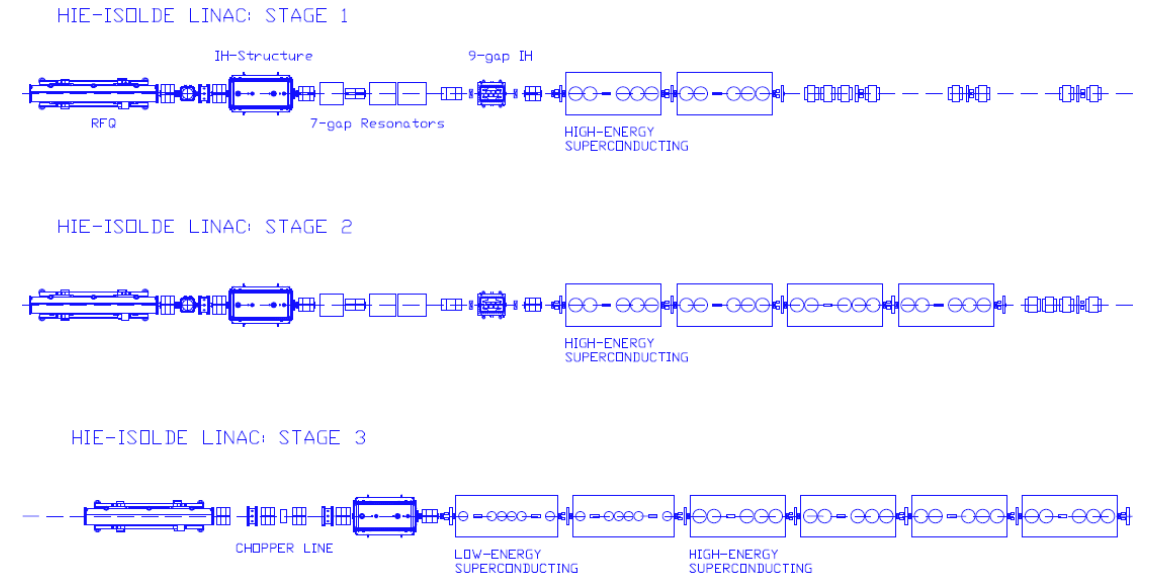 HIE-ISOLDE LINAC: STAGE 1
IH-Structure
9-gap IH
RFQ
7-gap Resonators
HIGH-ENERGY
SUPERCONDUCTING
HIE-ISOLDE LINAC: STAGE 2
HIGH-ENERGY
SUPERCONDUCTING
HIE-ISOLDE LINAC: STAGE 3
CHOPPER LINE
LOW-ENERGY
SUPERCONDUCTING
HIGH-ENERGY
SUPERCONDUCTING